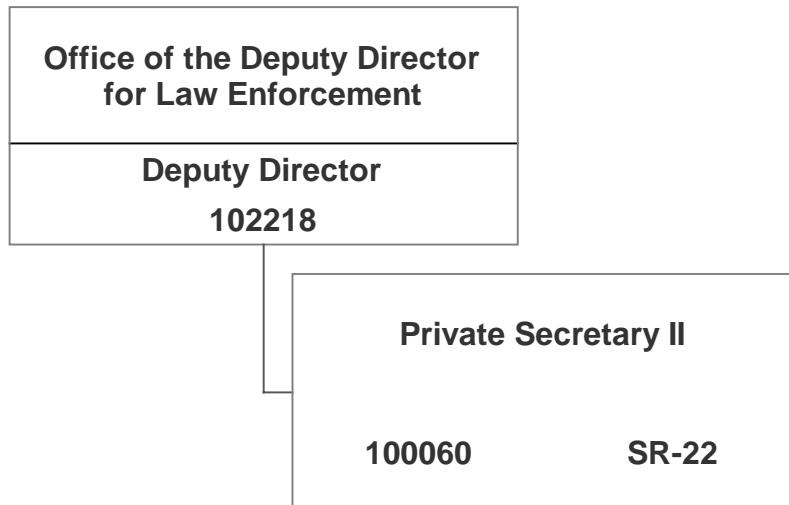 Office of the Deputy Director
for Law Enforcement
Deputy Director
102218
Private Secretary II
100060 SR-22